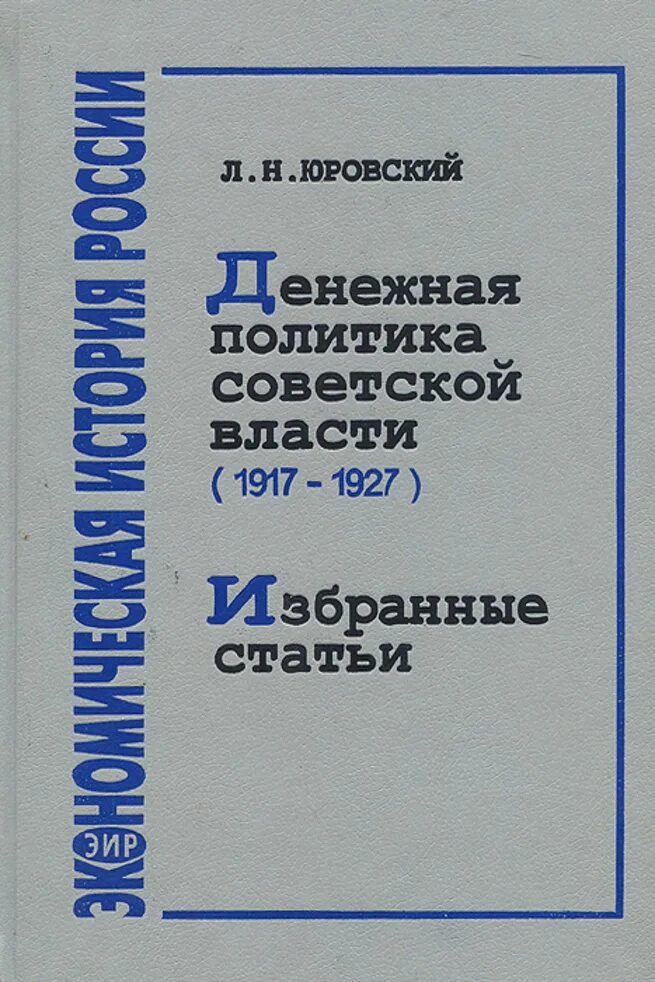 ЭКОНОМИЧЕСКАЯ ИСТОРИЯ РОССИИ
ЭИР
Л.Н.ЮРОВСКИЙ
Денежная
политика
советской
власти
(1917-1927)
Избранные
статьи